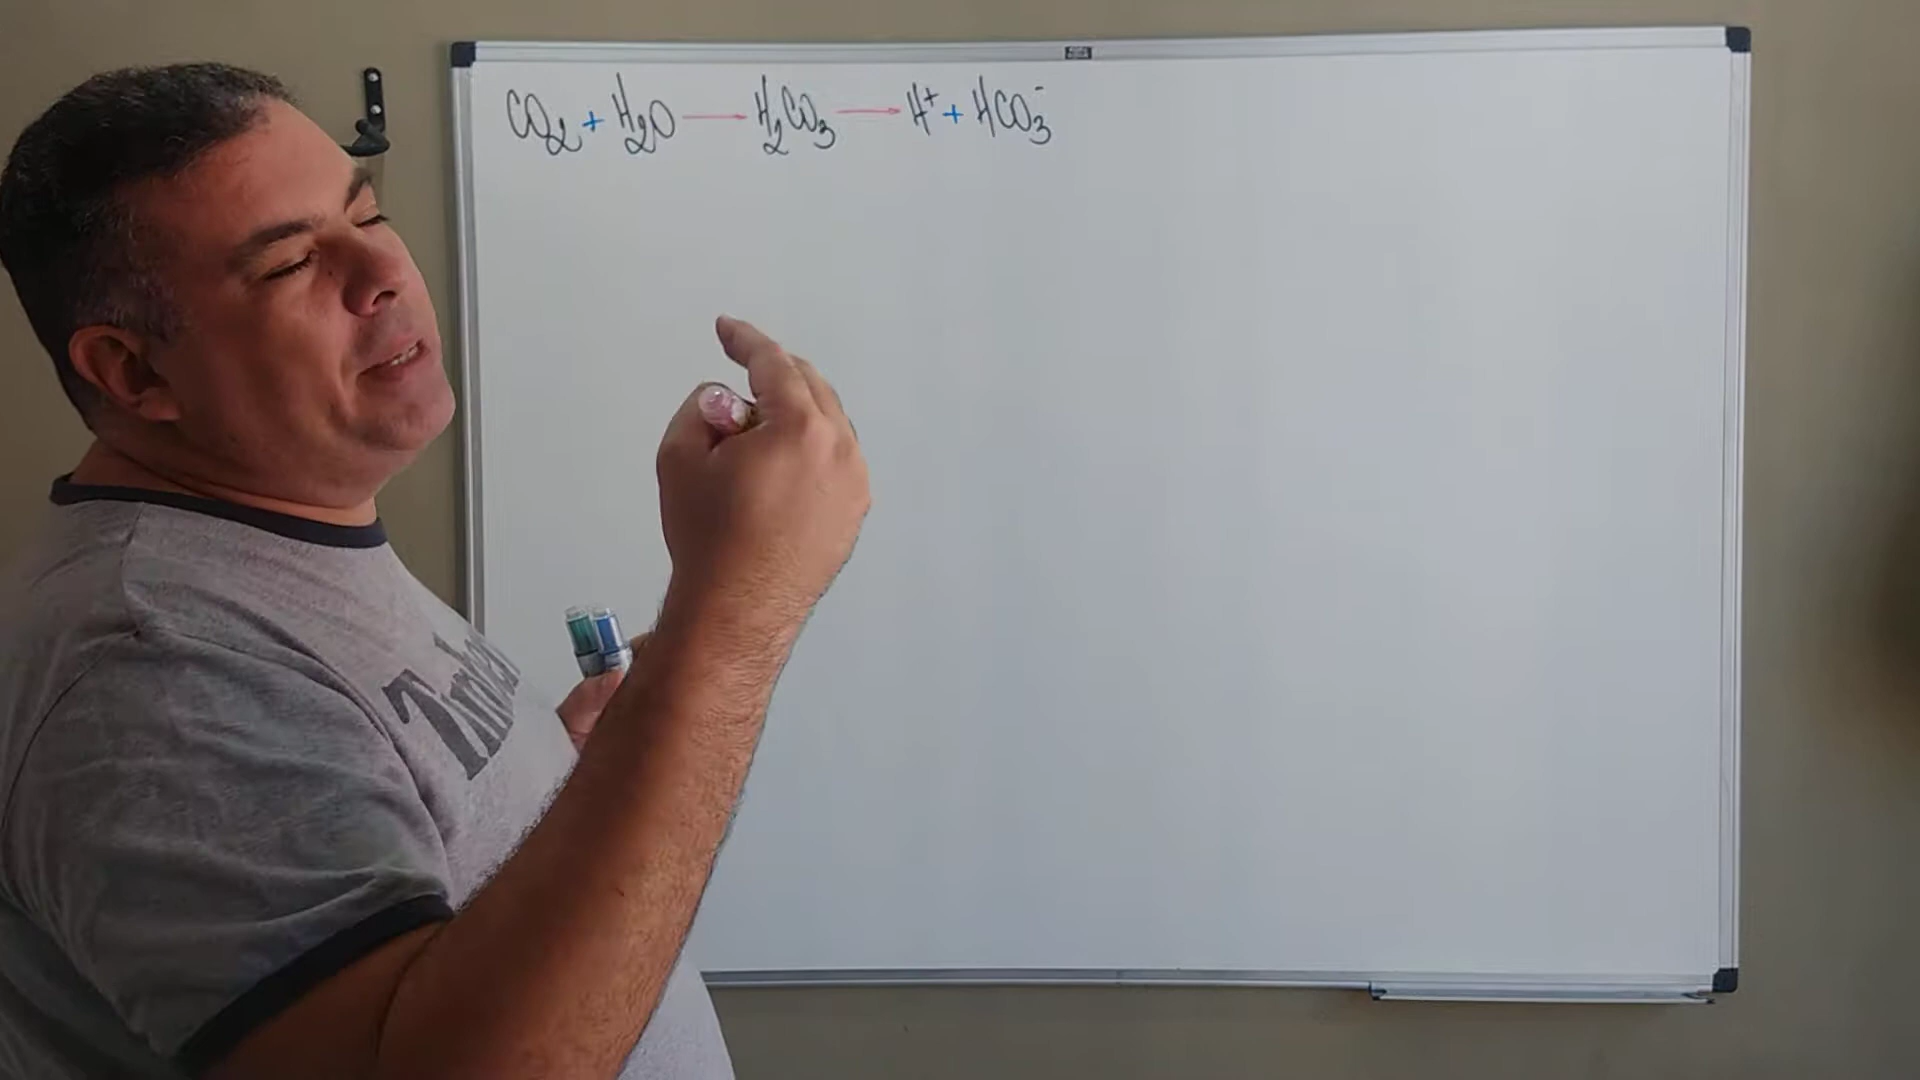 CO₂ + H₂O → H₂CO₃ → H⁺ + HCO₃⁻